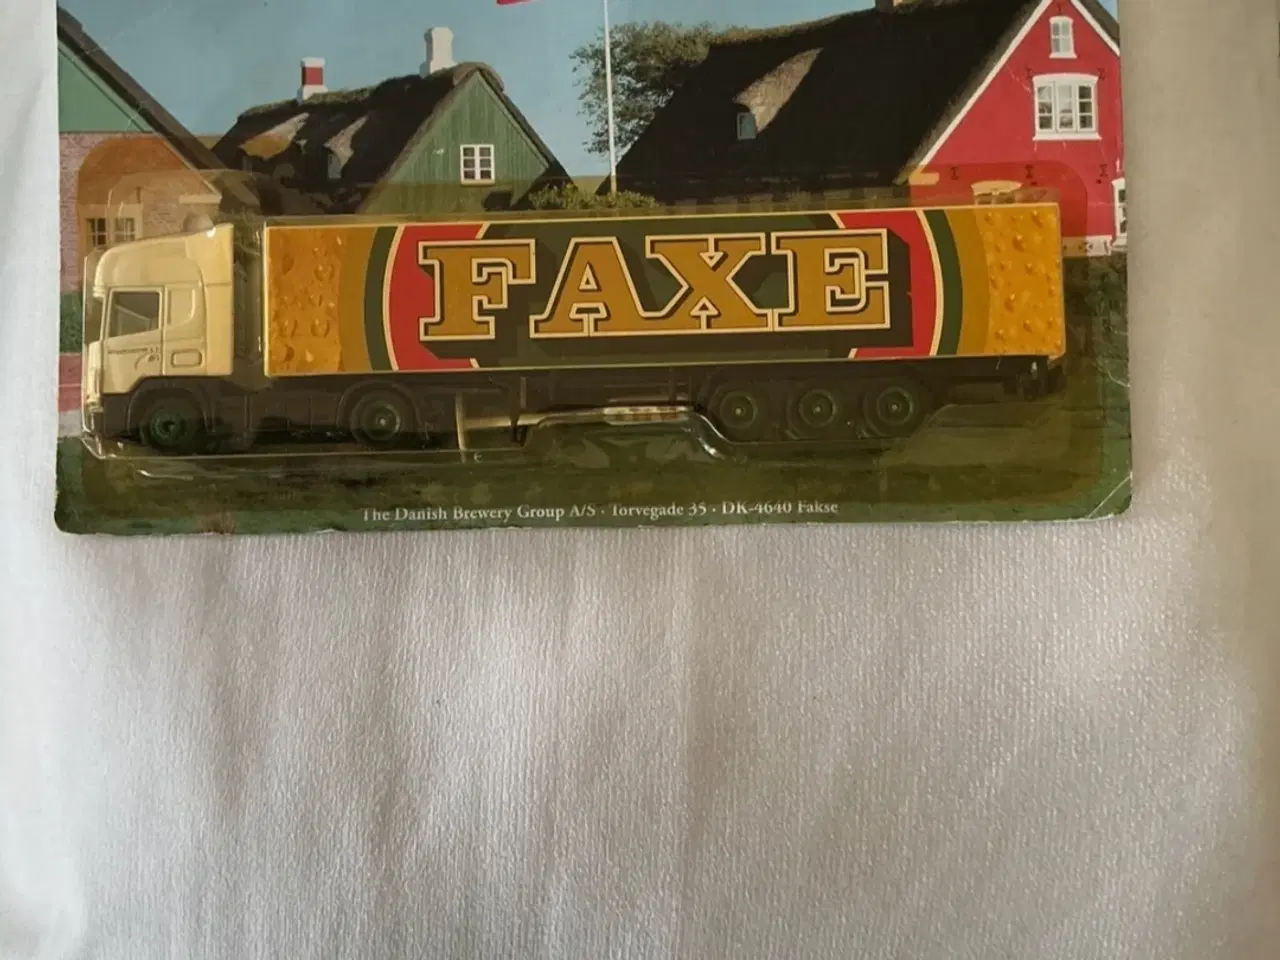 FAXE
The Danish Brewery Group A/S · Torvegade 35 · DK-4640 Fakse